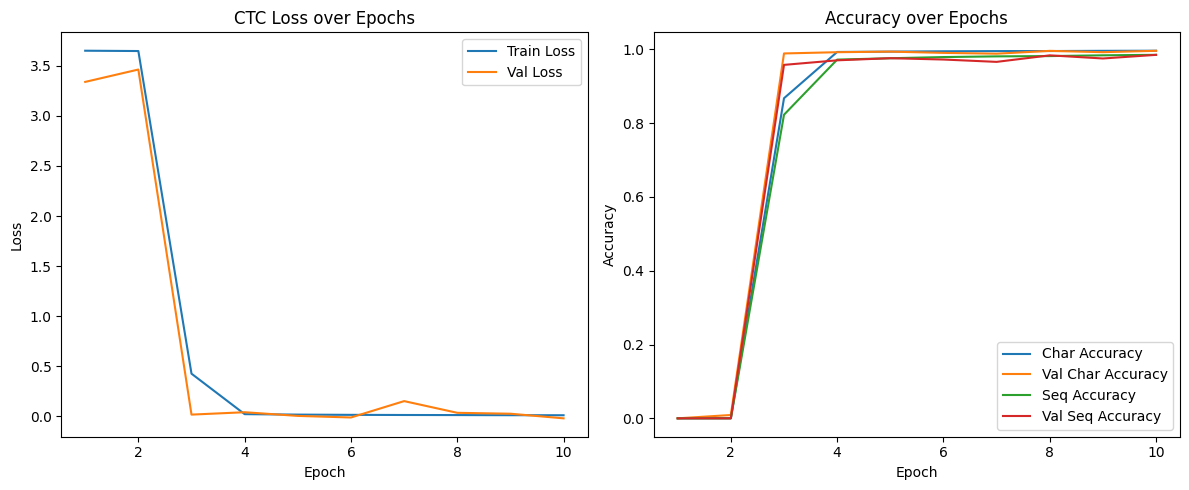 CTC Loss over Epochs
Train Loss
Val Loss
3.5
3.0
2.5
2.0
1.5
1.0
0.5
0.0
Loss
2
4
6
8
10
Epoch
Accuracy over Epochs
1.0
0.8
0.6
0.4
0.2
0.0
Accuracy
Char Accuracy
Val Char Accuracy
Seq Accuracy
Val Seq Accuracy
2
4
6
8
10
Epoch